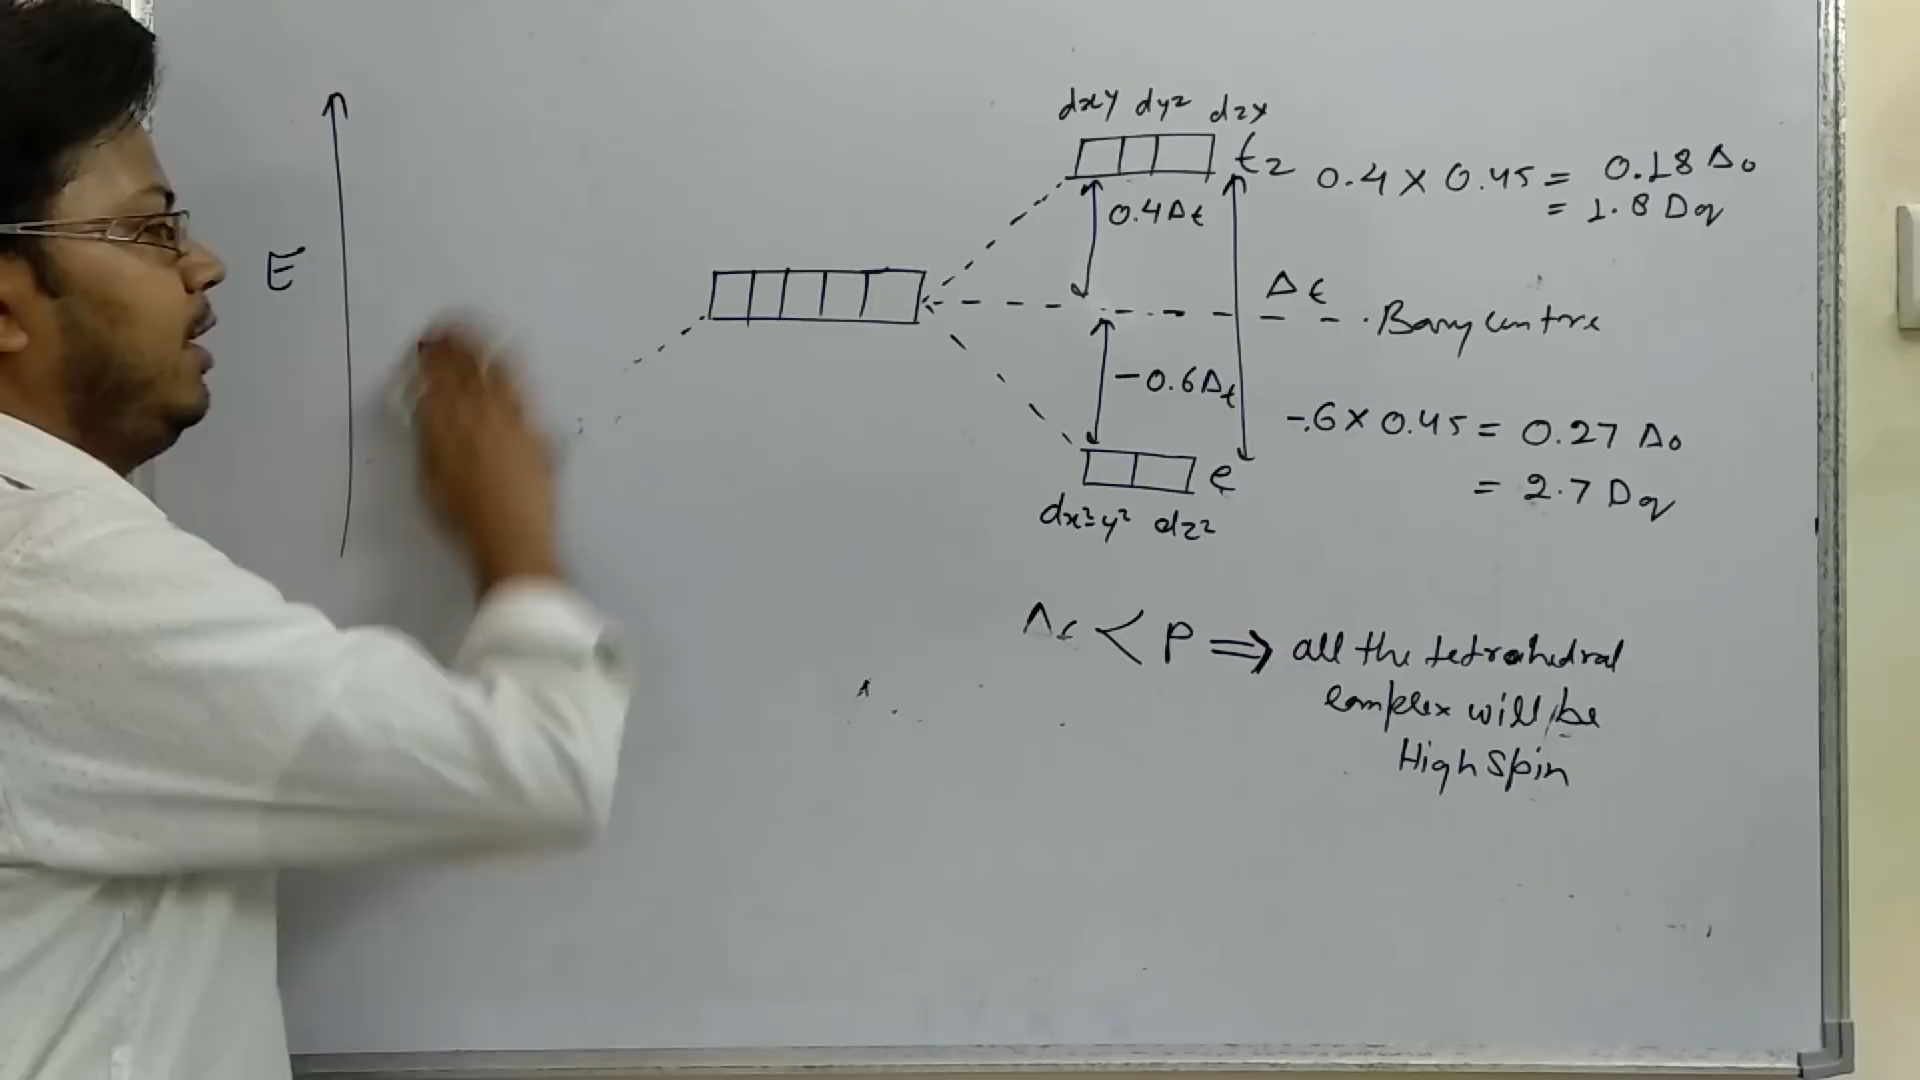 dxy dyz dzx
t2 0.4 × 0.45 = 0.18 Δo
= 1.8 Dq
0.4Δt
E
Δt
Barycentre
-0.6Δt
-.6 × 0.45 = 0.27 Δo
e
= 2.7 Dq
dx²-y² dz²
Δt < P ⇒ all the tetrahedral
complex will be
High Spin